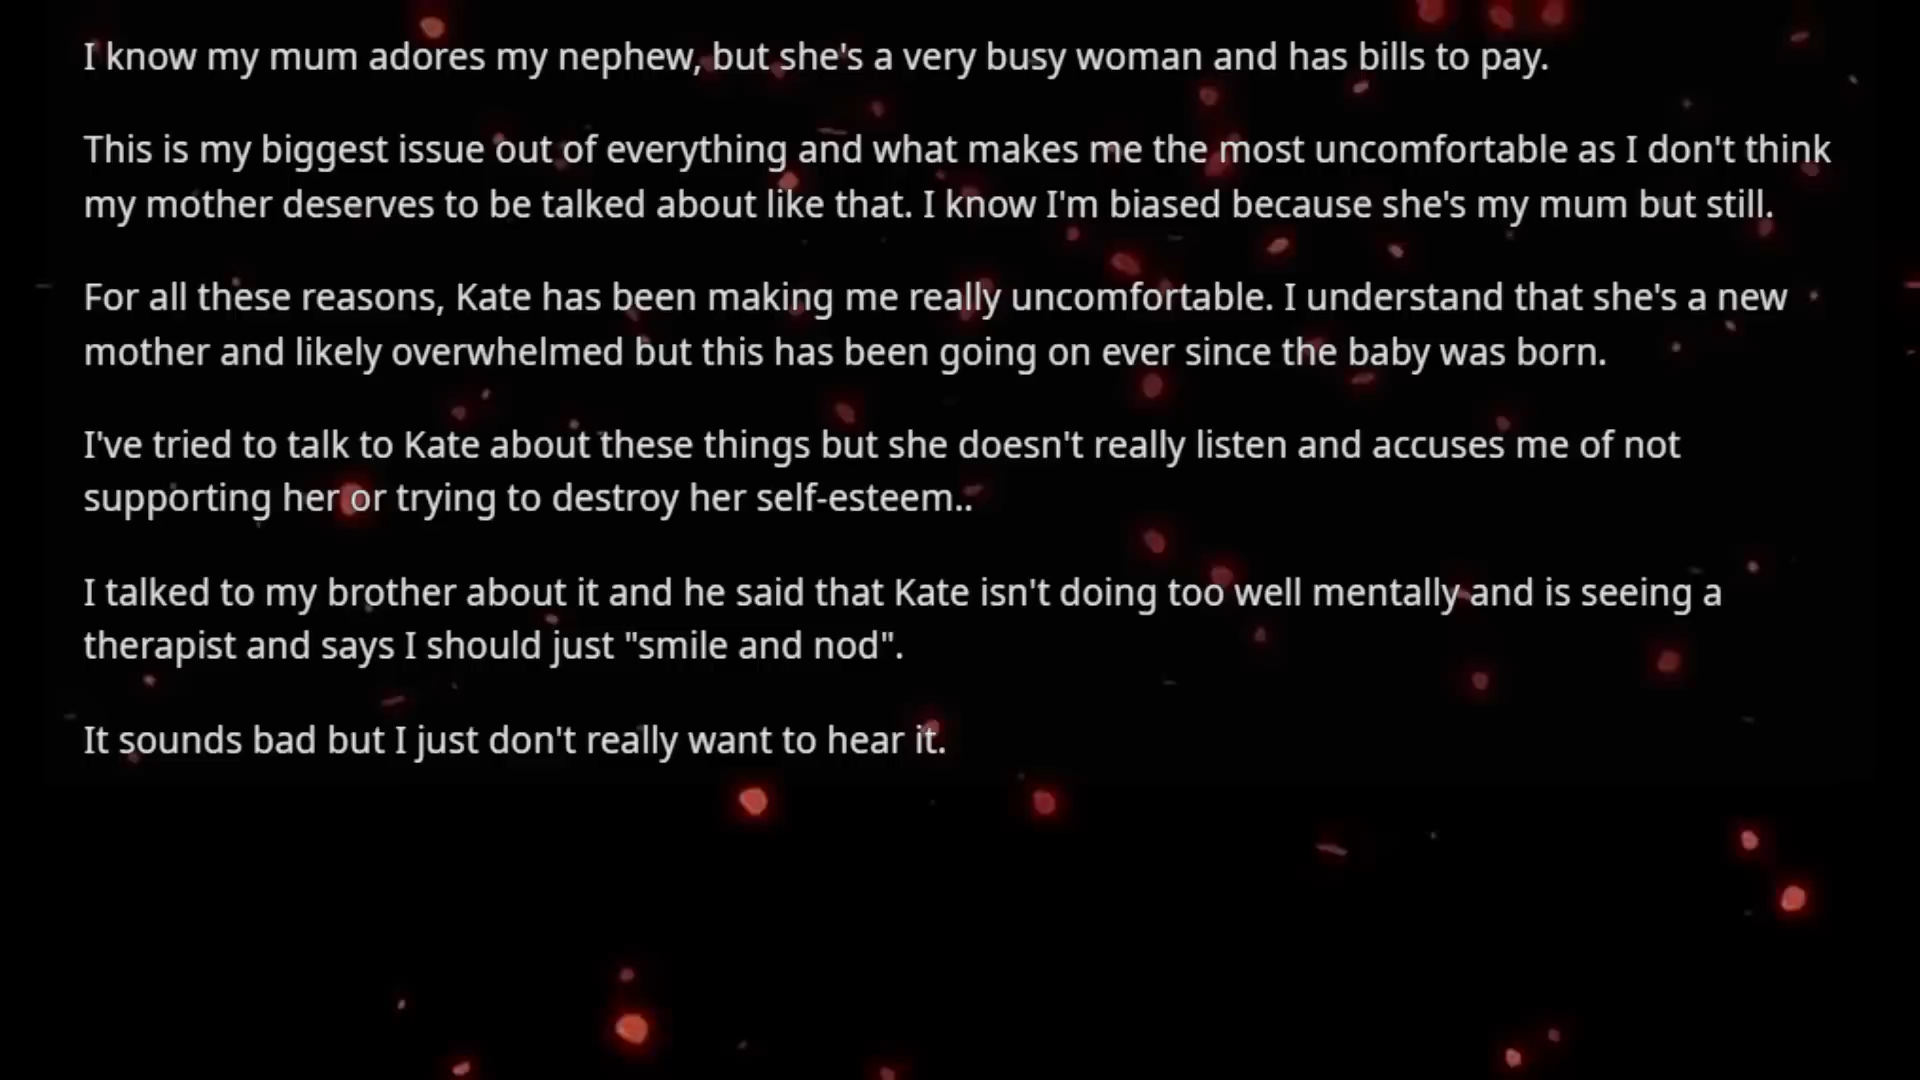 I know my mum adores my nephew, but she's a very busy woman and has bills to pay.
This is my biggest issue out of everything and what makes me the most uncomfortable as I don't think
my mother deserves to be talked about like that. I know I'm biased because she's my mum but still.
For all these reasons, Kate has been making me really uncomfortable. I understand that she's a new
mother and likely overwhelmed but this has been going on ever since the baby was born.
I've tried to talk to Kate about these things but she doesn't really listen and accuses me of not
supporting her or trying to destroy her self-esteem..
I talked to my brother about it and he said that Kate isn't doing too well mentally and is seeing a
therapist and says I should just "smile and nod".
It sounds bad but I just don't really want to hear it.